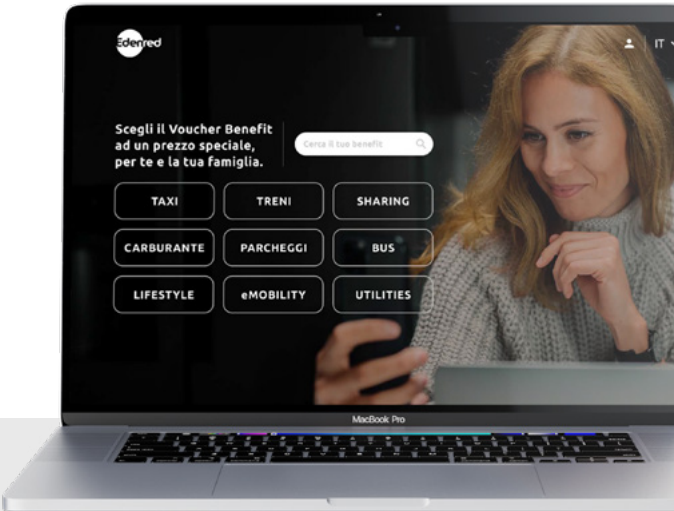 Edenred
IT
Scegli il Voucher Benefit
ad un prezzo speciale,
per te e la tua famiglia.
Cerca il tuo benefit
TAXI
TRENI
SHARING
CARBURANTE
PARCHEGGI
BUS
LIFESTYLE
eMOBILITY
UTILITIES
MacBook Pro